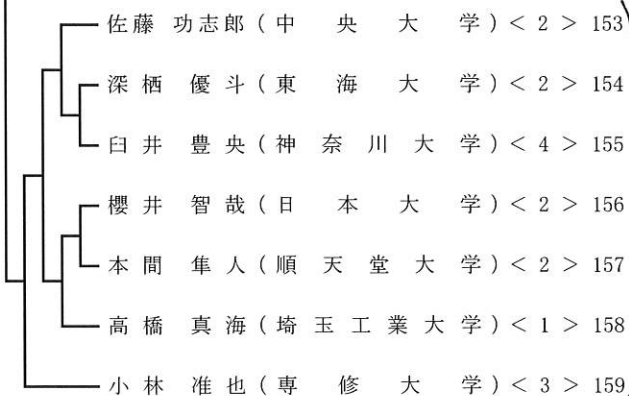 佐藤 功志郎 (中央大学) < 2 > 153
深栖 優斗 (東海大学) < 2 > 154
臼井 豊央 (神奈川大学) < 4 > 155
櫻井 智哉 (日本大学) < 2 > 156
本間 隼人 (順天堂大学) < 2 > 157
高橋 真海 (埼玉工業大学) < 1 > 158
小林 准也 (専修大学) < 3 > 159